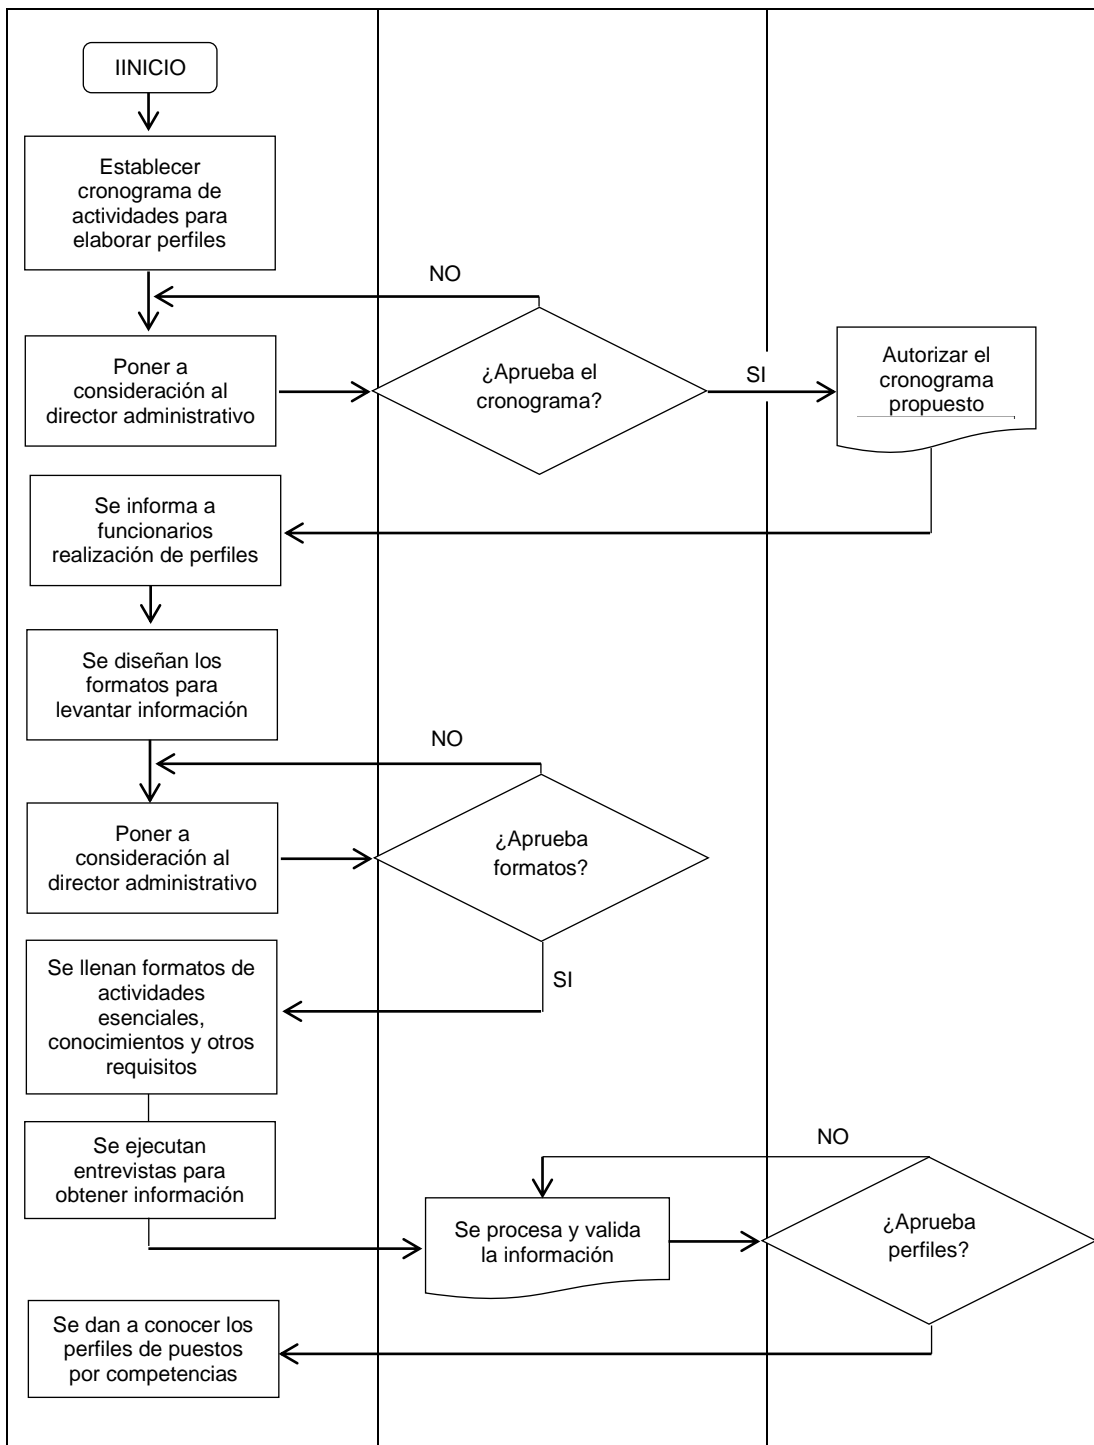 IINICIO
Establecer
cronograma de
actividades para
elaborar perfiles
NO
Poner a
consideración al
director administrativo
¿Aprueba el
cronograma?
SI
Autorizar el
cronograma
propuesto
Se informa a
funcionarios
realización de perfiles
Se diseñan los
formatos para
levantar información
NO
Poner a
consideración al
director administrativo
¿Aprueba
formatos?
SI
Se llenan formatos de
actividades
esenciales,
conocimientos y otros
requisitos
Se ejecutan
entrevistas para
obtener información
NO
Se procesa y valida
la información
¿Aprueba
perfiles?
Se dan a conocer los
perfiles de puestos
por competencias